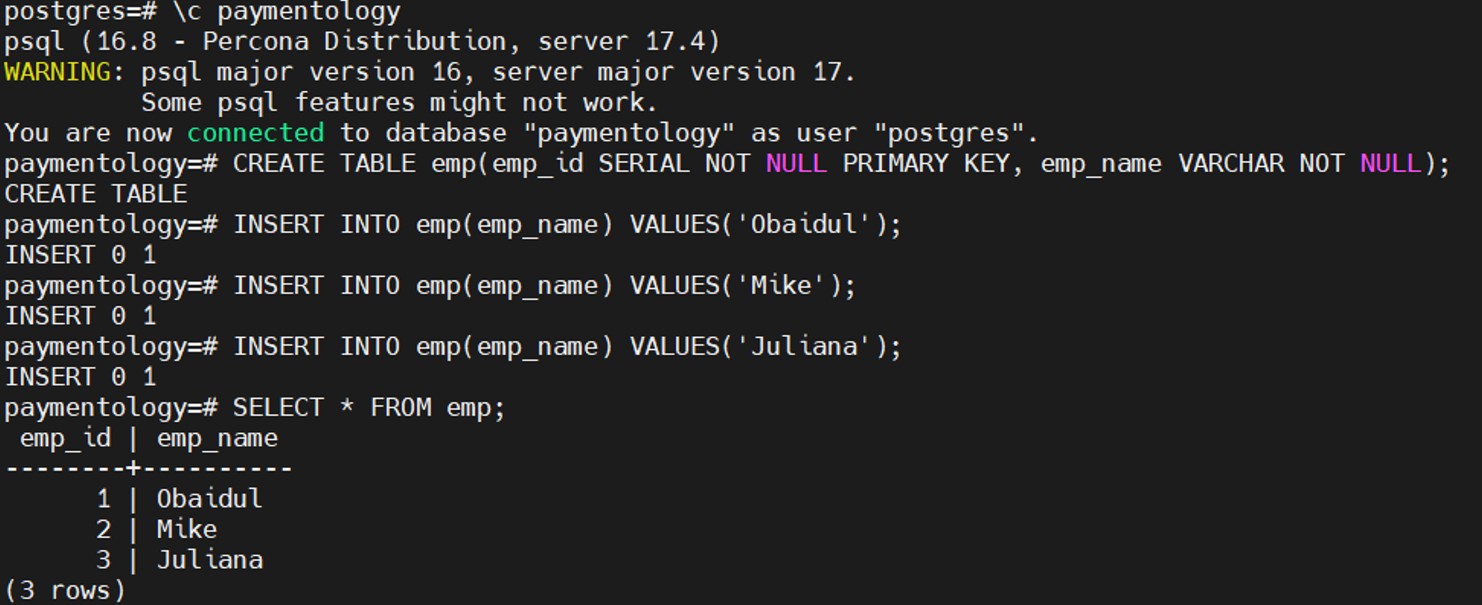 postgres=# \c paymentology
psql (16.8 - Percona Distribution, server 17.4)
WARNING: psql major version 16, server major version 17.
         Some psql features might not work.
You are now connected to database "paymentology" as user "postgres".
paymentology=# CREATE TABLE emp(emp_id SERIAL NOT NULL PRIMARY KEY, emp_name VARCHAR NOT NULL);
CREATE TABLE
paymentology=# INSERT INTO emp(emp_name) VALUES('Obaidul');
INSERT 0 1
paymentology=# INSERT INTO emp(emp_name) VALUES('Mike');
INSERT 0 1
paymentology=# INSERT INTO emp(emp_name) VALUES('Juliana');
INSERT 0 1
paymentology=# SELECT * FROM emp;
 emp_id | emp_name
--------+----------
      1 | Obaidul
      2 | Mike
      3 | Juliana
(3 rows)